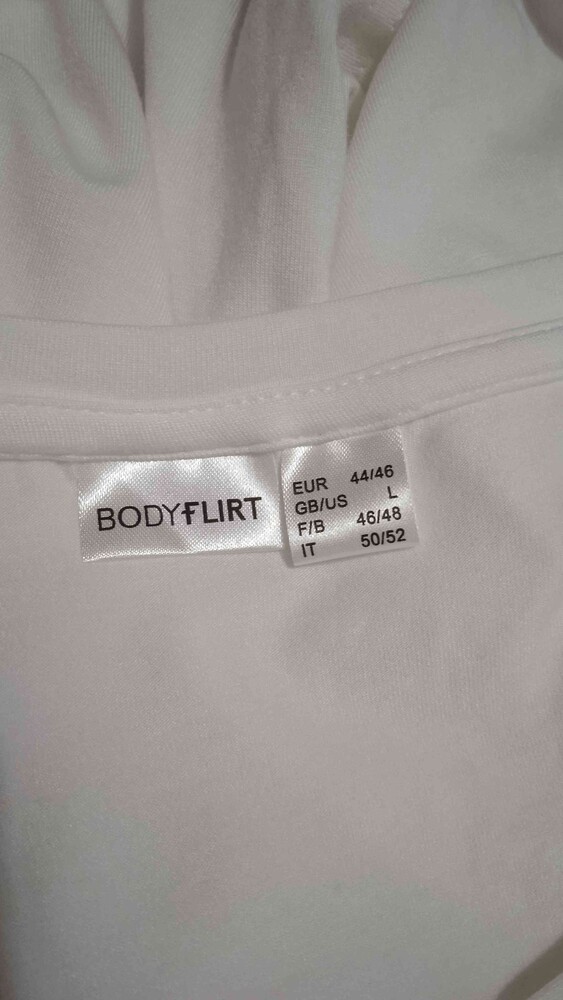 BODYFLIRT
EUR 44/46
GB/US L
F/B 46/48
IT 50/52